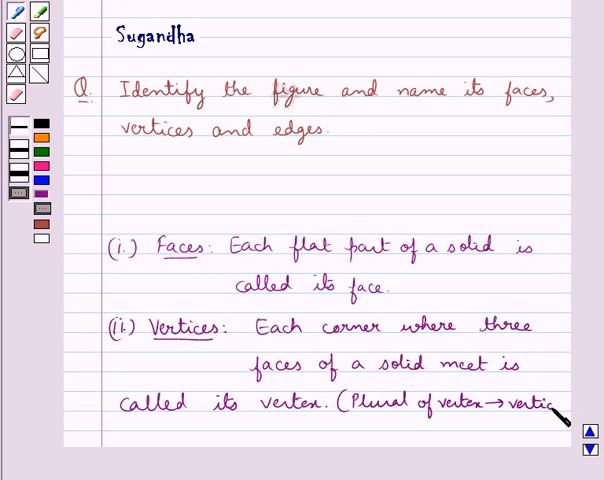 Sugandha
Q. Identify the figure and name its faces,
vertices and edges.
(i.) Faces: Each flat part of a solid is
called its face.
(ii.) Vertices: Each corner where three
faces of a solid meet is
called its vertex. (Plural of vertex → vertic